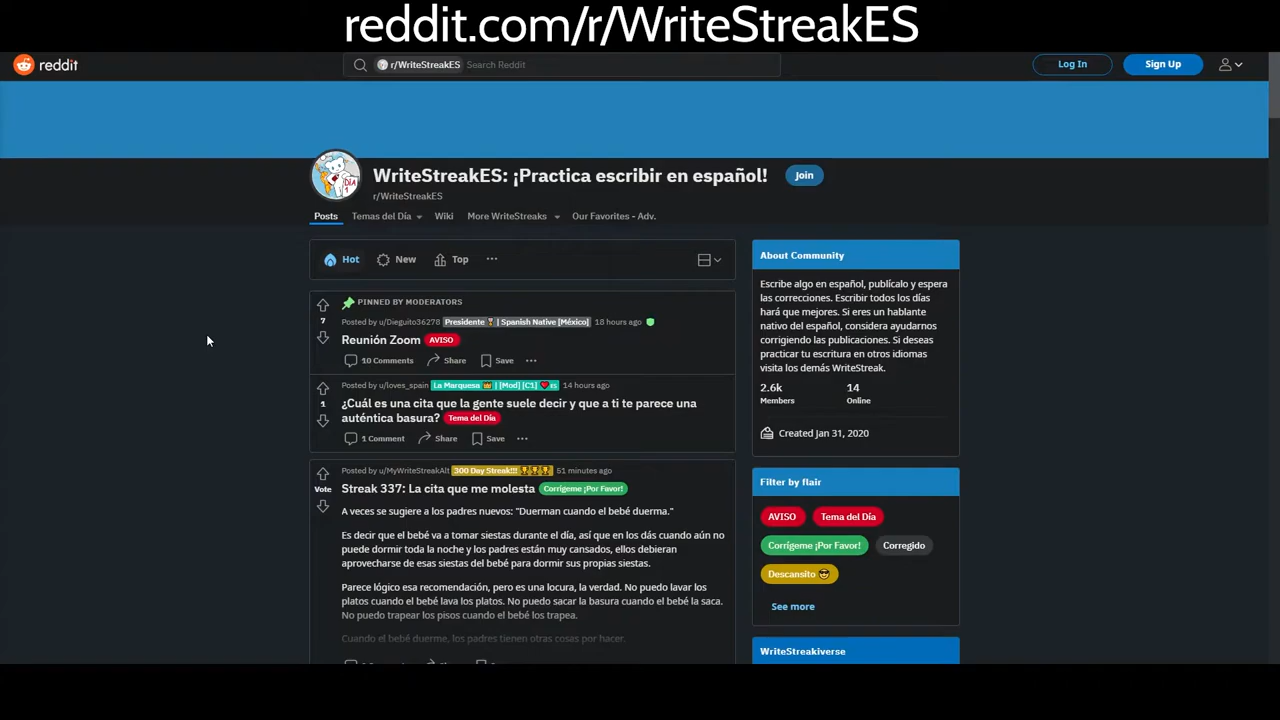 reddit.com/r/WriteStreakES
reddit
r/WriteStreakES Search Reddit
Log In
Sign Up
DÍA
1
WriteStreakES: ¡Practica escribir en español!
Join
r/WriteStreakES
Posts Temas del Día Wiki More WriteStreaks Our Favorites - Adv.
Hot New Top ...
PINNED BY MODERATORS
Posted by u/Dieguito36278 Presidente | Spanish Native [México] 18 hours ago
7
Reunión Zoom AVISO
10 Comments Share Save ...
Posted by u/loves_spain La Marquesa | [Mod] [C1] ES 14 hours ago
1
¿Cuál es una cita que la gente suele decir y que a ti te parece una
auténtica basura? Tema del Día
1 Comment Share Save ...
Posted by u/MyWriteStreakAlt 300 Day Streak!!! 51 minutes ago
Vote
Streak 337: La cita que me molesta Corrígeme ¡Por Favor!
A veces se sugiere a los padres nuevos: "Duerman cuando el bebé duerma."
Es decir que el bebé va a tomar siestas durante el día, así que en los dás cuando aún no
puede dormir toda la noche y los padres están muy cansados, ellos debieran
aprovecharse de esas siestas del bebé para dormir sus propias siestas.
Parece lógico esa recomendación, pero es una locura, la verdad. No puedo lavar los
platos cuando el bebé lava los platos. No puedo sacar la basura cuando el bebé la saca.
No puedo trapear los pisos cuando el bebé los trapea.
Cuando el bebé duerme, los padres tienen otras cosas por hacer.
About Community
Escribe algo en español, publícalo y espera
las correcciones. Escribir todos los días
hará que mejores. Si eres un hablante
nativo del español, considera ayudarnos
corrigiendo las publicaciones. Si deseas
practicar tu escritura en otros idiomas
visita los demás WriteStreak.
2.6k 14
Members Online
Created Jan 31, 2020
Filter by flair
AVISO Tema del Día
Corrígeme ¡Por Favor! Corregido
Descansito
See more
WriteStreakiverse